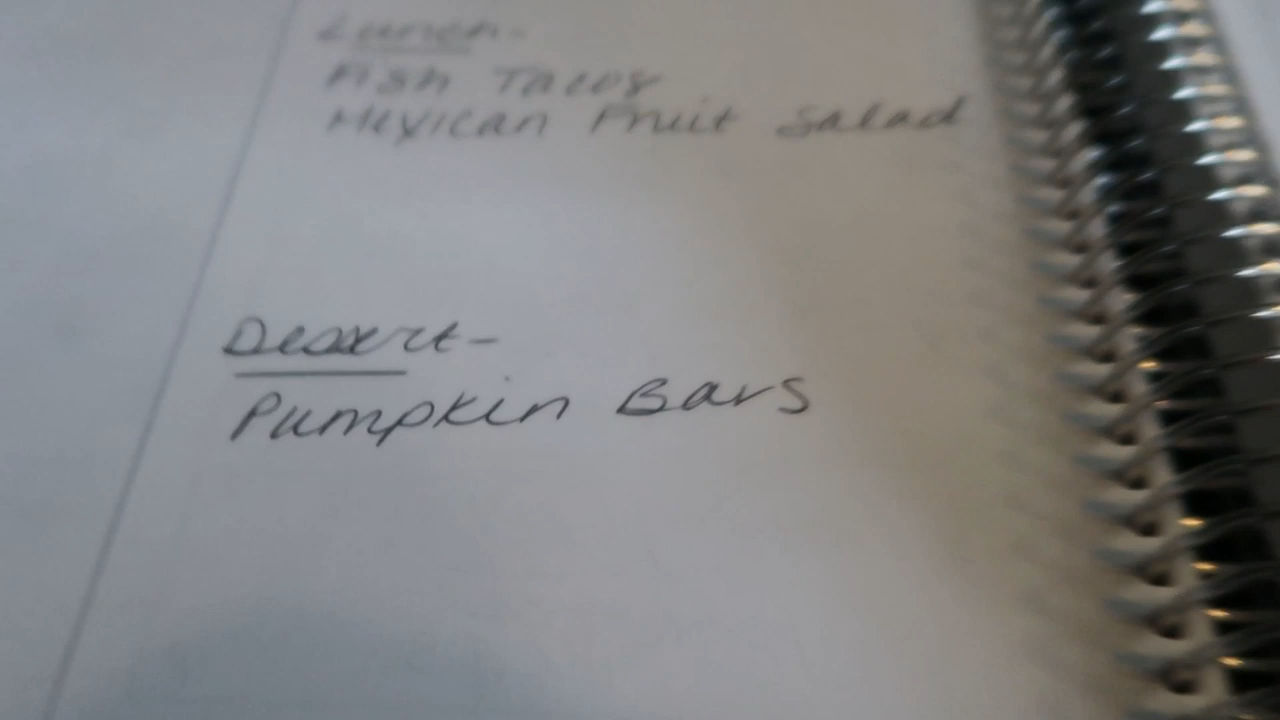 Lunch-
Fish Tacos
Mexican Fruit Salad
Dessert-
Pumpkin Bars